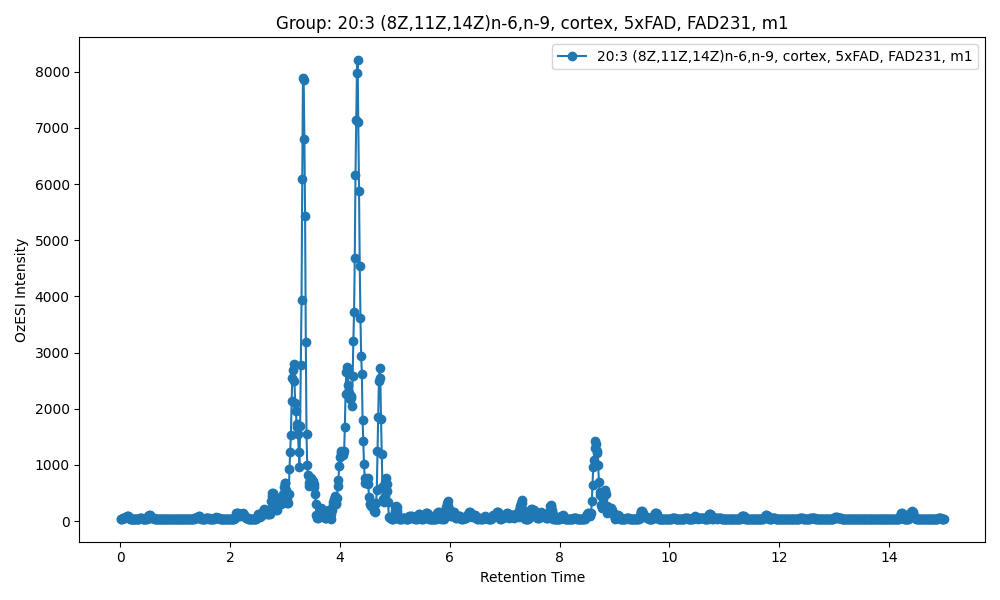 Group: 20:3 (8Z,11Z,14Z)n-6,n-9, cortex, 5xFAD, FAD231, m1
20:3 (8Z,11Z,14Z)n-6,n-9, cortex, 5xFAD, FAD231, m1
OzESI Intensity
8000
7000
6000
5000
4000
3000
2000
1000
0
0 2 4 6 8 10 12 14
Retention Time